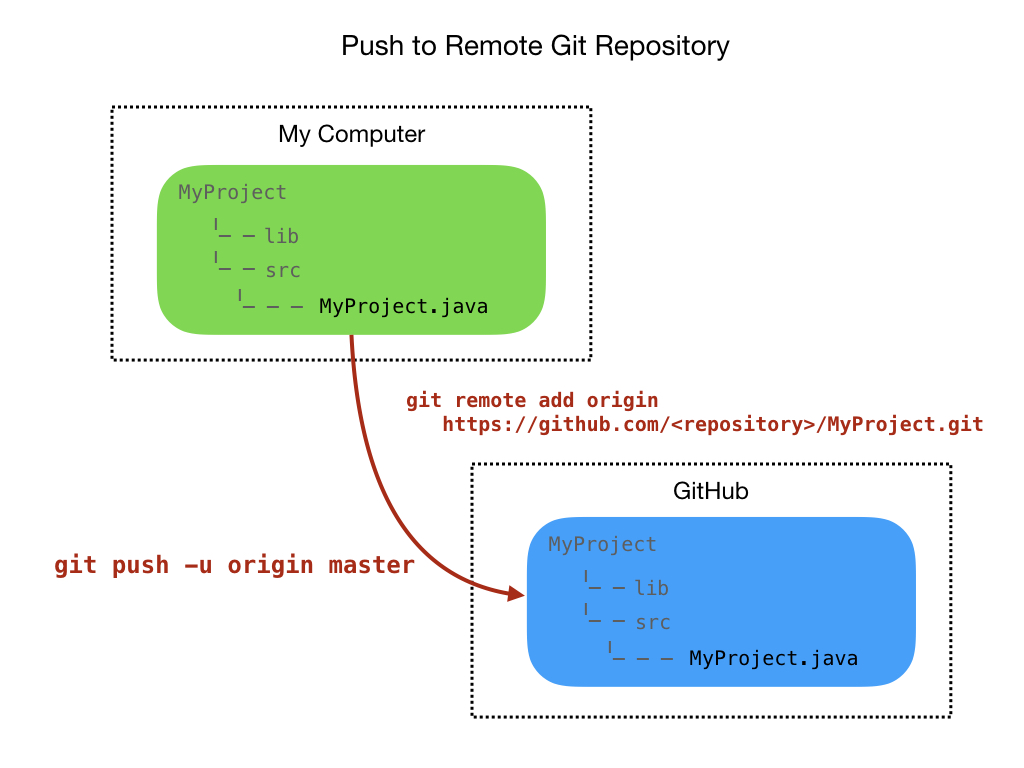 Push to Remote Git Repository
My Computer
MyProject
lib
src
MyProject.java
git remote add origin
https://github.com/<repository>/MyProject.git
GitHub
git push -u origin master
MyProject
lib
src
MyProject.java